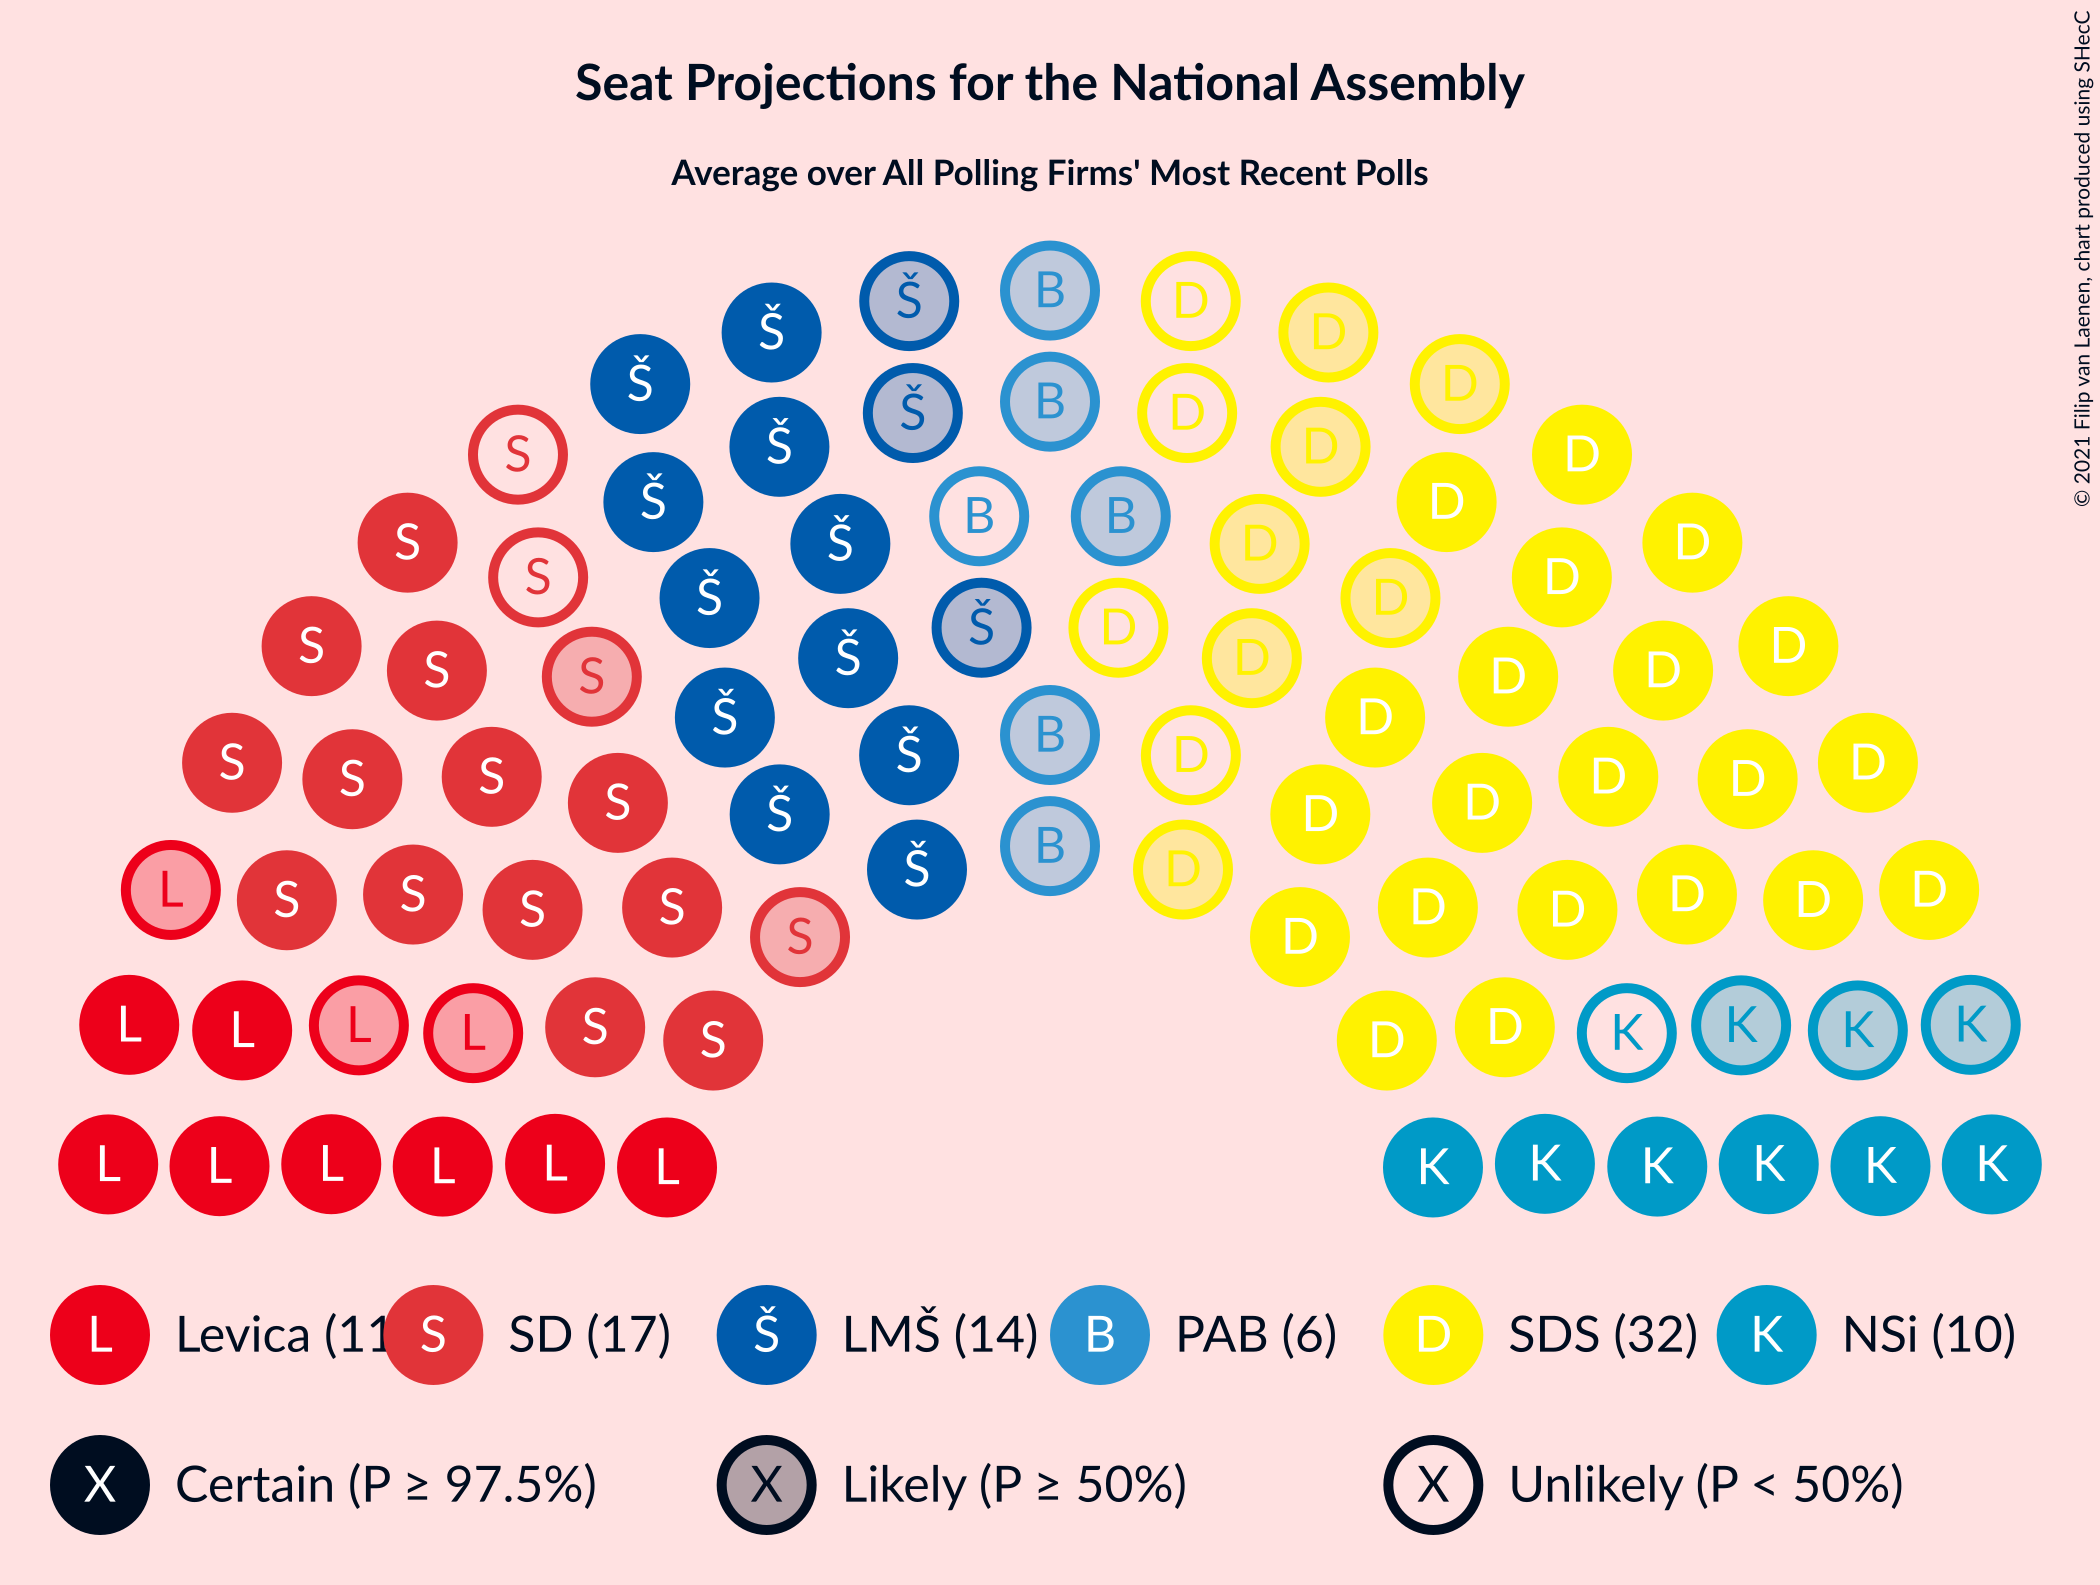 Seat Projections for the National Assembly
Average over All Polling Firms' Most Recent Polls
© 2021 Filip van Laenen, chart produced using SHecC
Š Š B D D
Š D
Š Š B D D
S D
Š D
S B B D
S D
Š D
S Š D D
S S Š D D D
S S D D
Š B D
S S S S D D D D
Š D
L S S S S Š B D D D D D D
S D
L L L L S S D D K K K K
L L L L L L K K K K K K
L Levica (11 S SD (17) Š LMŠ (14) B PAB (6) D SDS (32) K NSi (10)
X Certain (P ≥ 97.5%) X Likely (P ≥ 50%) X Unlikely (P < 50%)